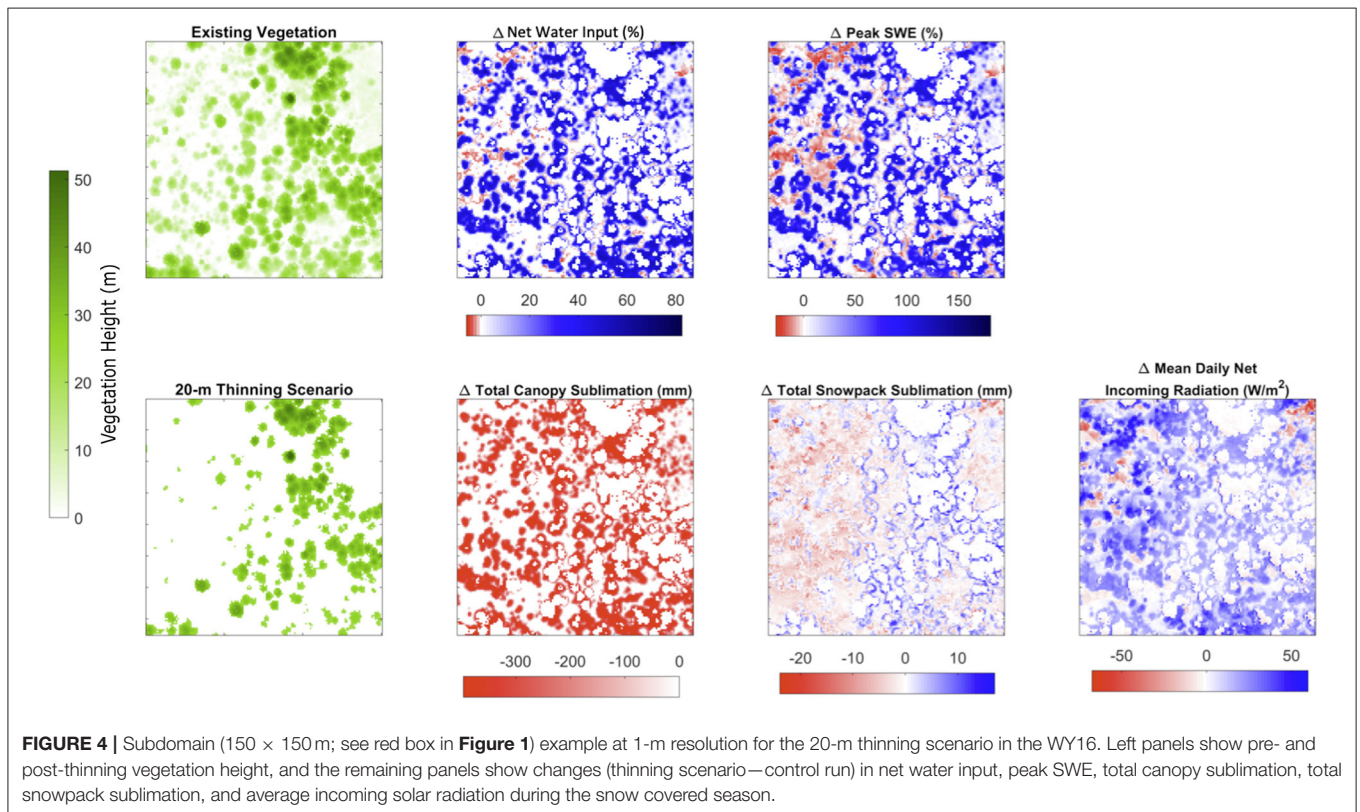 Existing Vegetation
Δ Net Water Input (%)
Δ Peak SWE (%)
50
40
30
20
10
0
Vegetation Height (m)
0 20 40 60 80
0 50 100 150
20-m Thinning Scenario
Δ Total Canopy Sublimation (mm)
Δ Total Snowpack Sublimation (mm)
Δ Mean Daily Net
Incoming Radiation (W/m²)
-300 -200 -100 0
-20 -10 0 10
-50 0 50
FIGURE 4 | Subdomain (150 × 150 m; see red box in Figure 1) example at 1-m resolution for the 20-m thinning scenario in the WY16. Left panels show pre- and
post-thinning vegetation height, and the remaining panels show changes (thinning scenario—control run) in net water input, peak SWE, total canopy sublimation, total
snowpack sublimation, and average incoming solar radiation during the snow covered season.